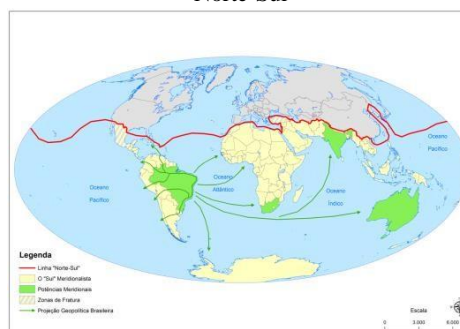 Norte-Sul
Oceano
Pacífico
Oceano
Atlântico
Oceano
Índico
Oceano
Pacífico
Legenda
Linha "Norte-Sul"
O "Sul" Meridionalista
Potências Meridionais
Zonas de Fratura
Projeção Geopolítica Brasileira
Escala
0 3.000 6.000